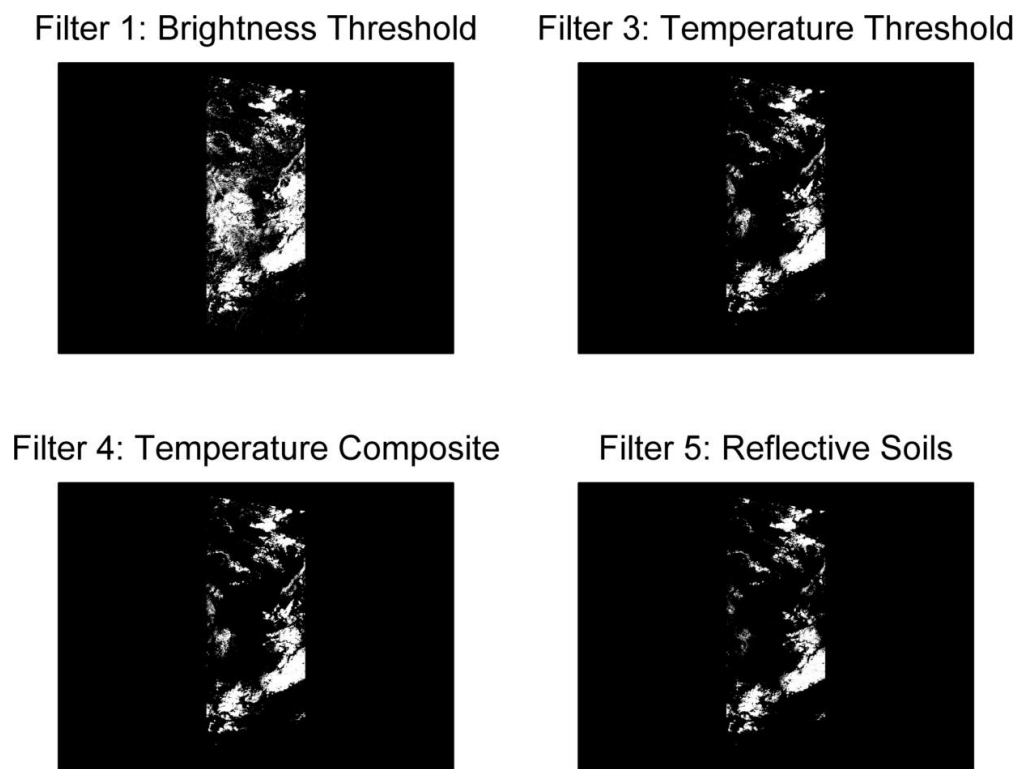 Filter 1: Brightness Threshold
Filter 3: Temperature Threshold
Filter 4: Temperature Composite
Filter 5: Reflective Soils